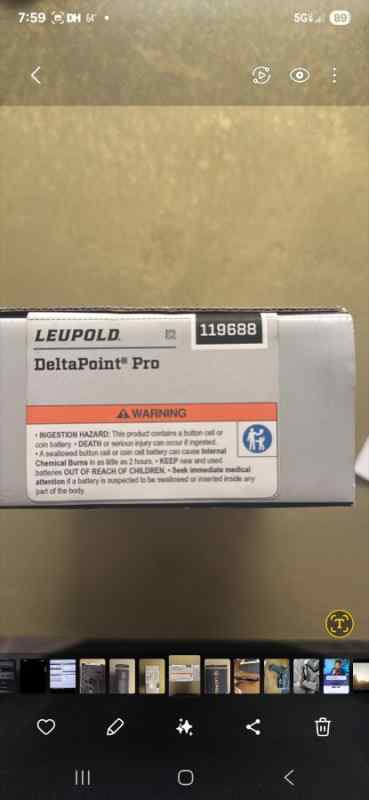 7:59 DH 64° •
5G 89
LEUPOLD
119688
DeltaPoint® Pro
WARNING
• INGESTION HAZARD: This product contains a button cell or
coin battery. • DEATH or serious injury can occur if ingested.
• A swallowed button cell or coin cell battery can cause Internal
Chemical Burns in as little as 2 hours. • KEEP new and used
batteries OUT OF REACH OF CHILDREN. • Seek immediate medical
attention if a battery is suspected to be swallowed or inserted inside any
part of the body.
T